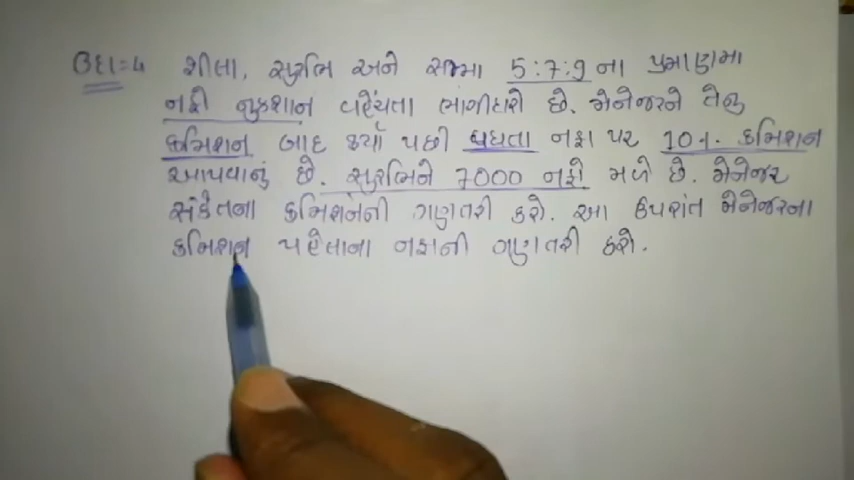 ઉદા=4 શીલા, સુરભિ અને સીમા 5:7:9 ના પ્રમાણમા
નફો નુકશાન વહેંચતા ભાગીદારો છે. મેનેજરને તેનુ
કમિશન બાદ કર્યા પછી વધતા નફા પર 10%. કમિશન
આપવાનું છે. સુરભિને 7000 નફો મળે છે. મેનેજર
સંકેતના કમિશનની ગણતરી કરો. આ ઉપરાંત મેનેજરના
કમિશન પહેલાના નફાની ગણતરી કરો.